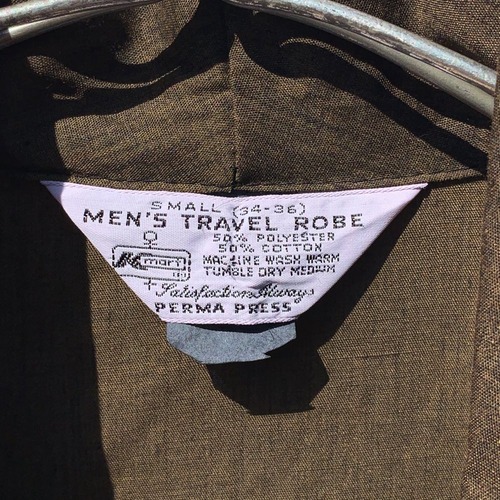 SMALL (34-36)
MEN'S TRAVEL ROBE
50% POLYESTER
50% COTTON
Kmart
MACHINE WASH WARM
TUMBLE DRY MEDIUM
Satisfaction Always
PERMA PRESS